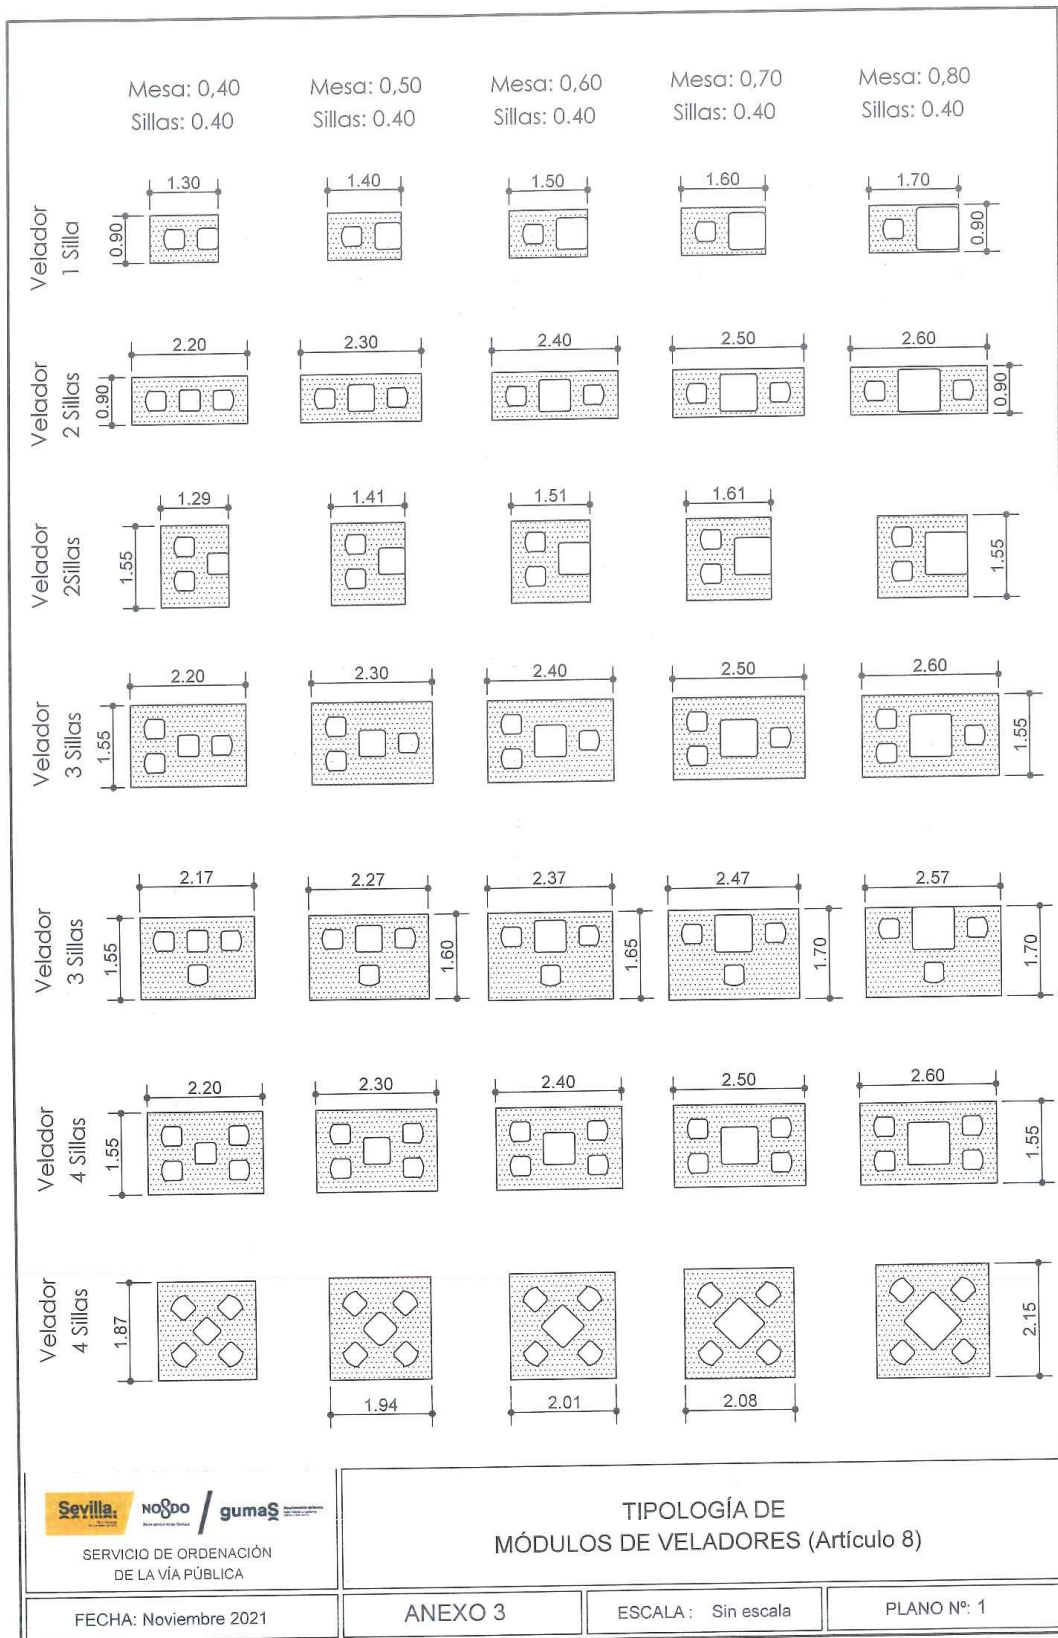 Mesa: 0,40
Sillas: 0.40
Mesa: 0,50
Sillas: 0.40
Mesa: 0,60
Sillas: 0.40
Mesa: 0,70
Sillas: 0.40
Mesa: 0,80
Sillas: 0.40
Velador
1 Silla
0.90
1.30
1.40
1.50
1.60
1.70
0.90
Velador
2 Sillas
0.90
2.20
2.30
2.40
2.50
2.60
0.90
Velador
2Sillas
1.55
1.29
1.41
1.51
1.61
1.55
Velador
3 Sillas
1.55
2.20
2.30
2.40
2.50
2.60
1.55
Velador
3 Sillas
1.55
2.17
2.27
1.60
2.37
1.65
2.47
1.70
2.57
1.70
Velador
4 Sillas
1.55
2.20
2.30
2.40
2.50
2.60
1.55
Velador
4 Sillas
1.87
1.94
2.01
2.08
2.15
Sevilla
NO8DO
gumaS
SERVICIO DE ORDENACIÓN
DE LA VÍA PÚBLICA
TIPOLOGÍA DE
MÓDULOS DE VELADORES (Artículo 8)
FECHA: Noviembre 2021
ANEXO 3
ESCALA : Sin escala
PLANO Nº: 1